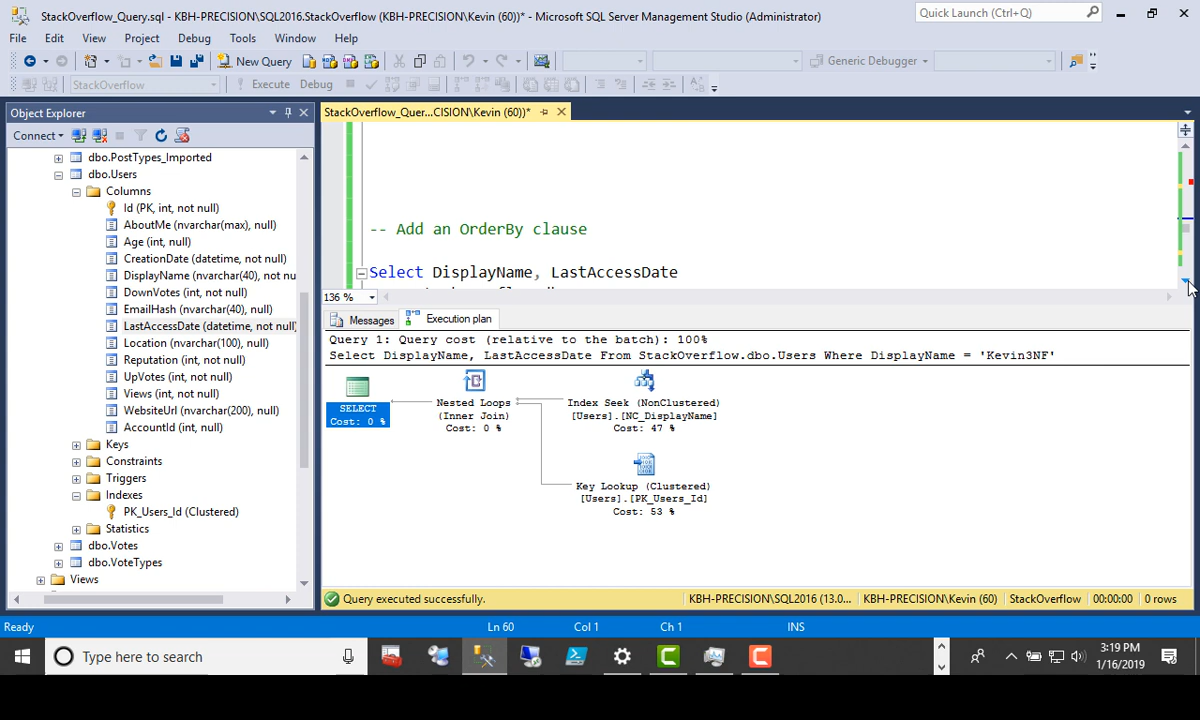 StackOverflow_Query.sql - KBH-PRECISION\SQL2016.StackOverflow (KBH-PRECISION\Kevin (60))* - Microsoft SQL Server Management Studio (Administrator)
Quick Launch (Ctrl+Q)
File Edit View Project Debug Tools Window Help
New Query
Generic Debugger
StackOverflow
Execute Debug
Object Explorer
StackOverflow_Quer...CISION\Kevin (60))*
Connect
dbo.PostTypes_Imported
dbo.Users
Columns
Id (PK, int, not null)
AboutMe (nvarchar(max), null)
Age (int, null)
CreationDate (datetime, not null)
DisplayName (nvarchar(40), not nu
DownVotes (int, not null)
EmailHash (nvarchar(40), null)
LastAccessDate (datetime, not null)
Location (nvarchar(100), null)
Reputation (int, not null)
UpVotes (int, not null)
Views (int, not null)
WebsiteUrl (nvarchar(200), null)
AccountId (int, null)
Keys
Constraints
Triggers
Indexes
PK_Users_Id (Clustered)
Statistics
dbo.Votes
dbo.VoteTypes
Views
-- Add an OrderBy clause
Select DisplayName, LastAccessDate
136 %
Messages Execution plan
Query 1: Query cost (relative to the batch): 100%
Select DisplayName, LastAccessDate From StackOverflow.dbo.Users Where DisplayName = 'Kevin3NF'
SELECT
Cost: 0 %
Nested Loops
(Inner Join)
Cost: 0 %
Index Seek (NonClustered)
[Users].[NC_DisplayName]
Cost: 47 %
Key Lookup (Clustered)
[Users].[PK_Users_Id]
Cost: 53 %
Query executed successfully.
KBH-PRECISION\SQL2016 (13.0... KBH-PRECISION\Kevin (60) StackOverflow 00:00:00 0 rows
Ready
Ln 60 Col 1 Ch 1 INS
Type here to search
3:19 PM
1/16/2019